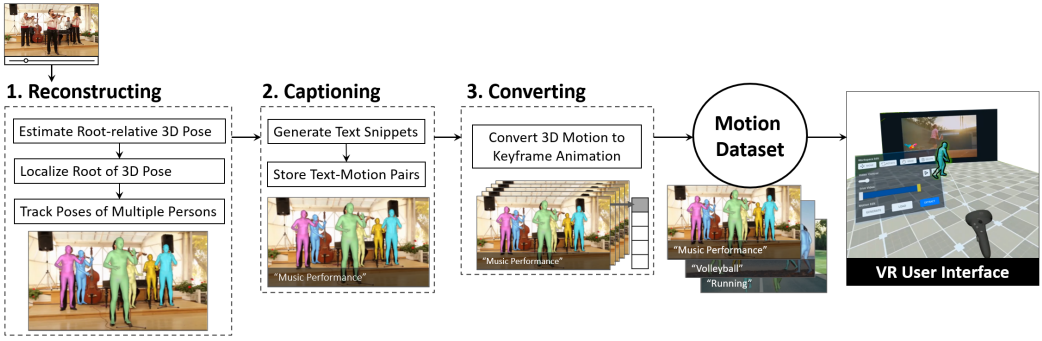 1. Reconstructing
Estimate Root-relative 3D Pose
Localize Root of 3D Pose
Track Poses of Multiple Persons
2. Captioning
Generate Text Snippets
Store Text-Motion Pairs
"Music Performance"
3. Converting
Convert 3D Motion to
Keyframe Animation
"Music Performance"
Motion
Dataset
"Music Performance"
"Volleyball"
"Running"
VR User Interface